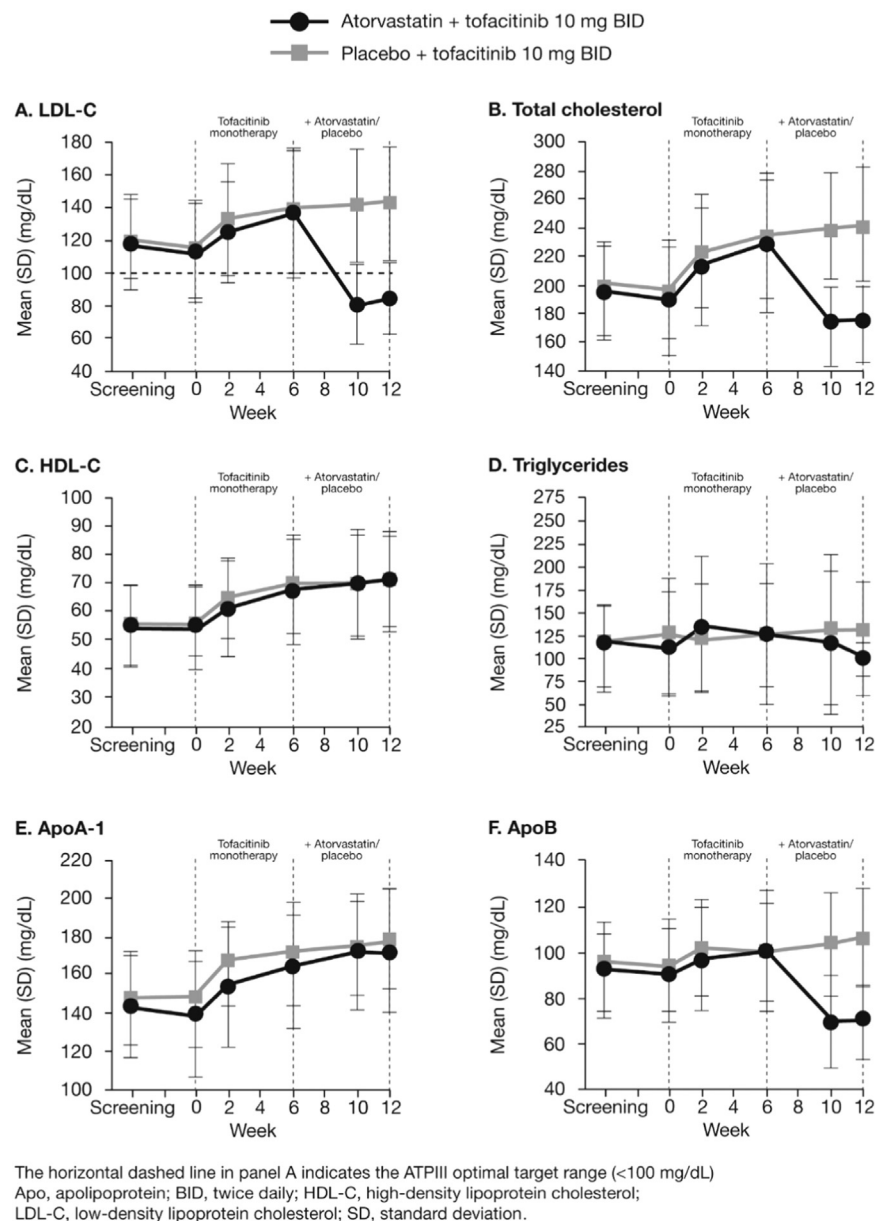 Atorvastatin + tofacitinib 10 mg BID
Placebo + tofacitinib 10 mg BID
A. LDL-C
Tofacitinib
monotherapy
+ Atorvastatin/
placebo
Mean (SD) (mg/dL)
180
160
140
120
100
80
60
40
Screening 0 2 4 6 8 10 12
Week
B. Total cholesterol
Tofacitinib
monotherapy
+ Atorvastatin/
placebo
Mean (SD) (mg/dL)
300
280
260
240
220
200
180
160
140
Screening 0 2 4 6 8 10 12
Week
C. HDL-C
Tofacitinib
monotherapy
+ Atorvastatin/
placebo
Mean (SD) (mg/dL)
100
90
80
70
60
50
40
30
20
Screening 0 2 4 6 8 10 12
Week
D. Triglycerides
Tofacitinib
monotherapy
+ Atorvastatin/
placebo
Mean (SD) (mg/dL)
275
250
225
200
175
150
125
100
75
50
25
Screening 0 2 4 6 8 10 12
Week
E. ApoA-1
Tofacitinib
monotherapy
+ Atorvastatin/
placebo
Mean (SD) (mg/dL)
220
200
180
160
140
120
100
Screening 0 2 4 6 8 10 12
Week
F. ApoB
Tofacitinib
monotherapy
+ Atorvastatin/
placebo
Mean (SD) (mg/dL)
140
120
100
80
60
40
Screening 0 2 4 6 8 10 12
Week
The horizontal dashed line in panel A indicates the ATPIII optimal target range (<100 mg/dL)
Apo, apolipoprotein; BID, twice daily; HDL-C, high-density lipoprotein cholesterol;
LDL-C, low-density lipoprotein cholesterol; SD, standard deviation.